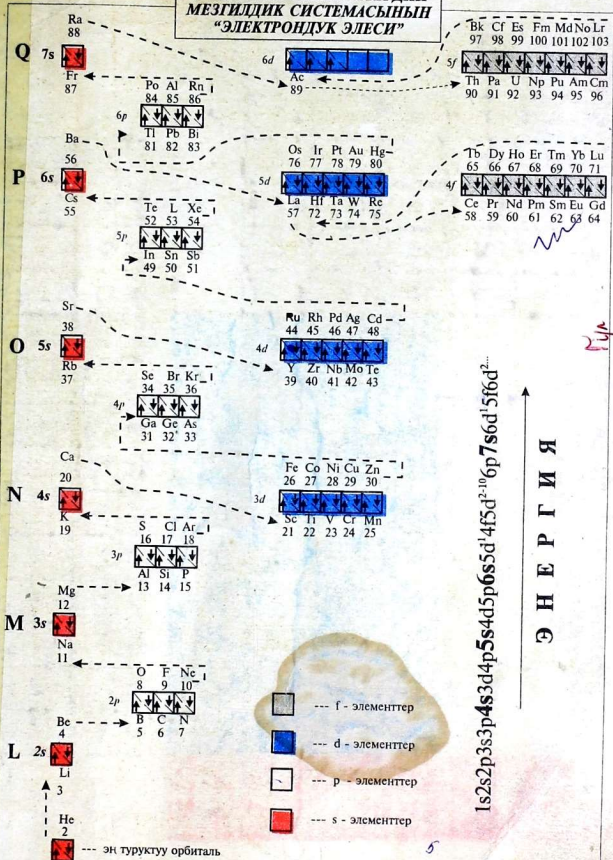 МЕЗГИЛДИК СИСТЕМАСЫНЫН
“ЭЛЕКТРОНДУК ЭЛЕСИ”
Ra
88
Q 7s
Fr
87
6d
Ac
89
Bk Cf Es Fm Md No Lr
97 98 99 100 101 102 103
5f
Th Pa U Np Pu Am Cm
90 91 92 93 94 95 96
Po Al Rn
84 85 86
6p
Tl Pb Bi
81 82 83
Ba
56
P 6s
Cs
55
Os Ir Pt Au Hg
76 77 78 79 80
5d
La Hf Ta W Re
57 72 73 74 75
Tb Dy Ho Er Tm Yb Lu
65 66 67 68 69 70 71
4f
Ce Pr Nd Pm Sm Eu Gd
58 59 60 61 62 63 64
Te L Xe
52 53 54
5p
In Sn Sb
49 50 51
Sr
38
O 5s
Rb
37
Ru Rh Pd Ag Cd
44 45 46 47 48
4d
Y Zr Nb Mo Te
39 40 41 42 43
Se Br Kr
34 35 36
4p
Ga Ge As
31 32 33
Ca
20
N 4s
K
19
Fe Co Ni Cu Zn
26 27 28 29 30
3d
Sc Ti V Cr Mn
21 22 23 24 25
S Cl Ar
16 17 18
3p
Al Si P
13 14 15
Mg
12
M 3s
Na
11
O F Ne
8 9 10
2p
B C N
5 6 7
Be
4
L 2s
Li
3
He
2
--- эң туруктуу орбиталь
--- f - элементтер
--- d - элементтер
--- p - элементтер
--- s - элементтер
1s2s2p3s3p4s3d4p5s4d5p6s5d¹4f5d²⁻¹⁰6p7s6d¹5f6d²...
ЭНЕРГИЯ